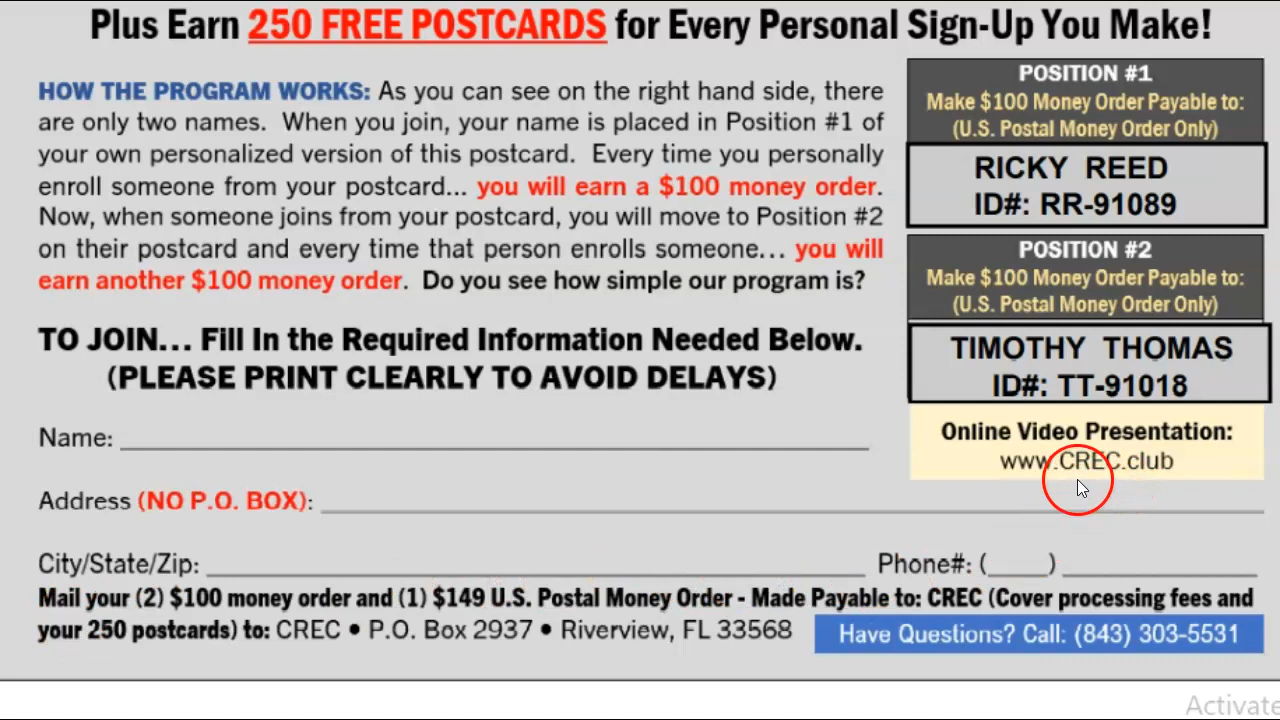 Plus Earn 250 FREE POSTCARDS for Every Personal Sign-Up You Make!
HOW THE PROGRAM WORKS: As you can see on the right hand side, there
are only two names. When you join, your name is placed in Position #1 of
your own personalized version of this postcard. Every time you personally
enroll someone from your postcard... you will earn a $100 money order.
Now, when someone joins from your postcard, you will move to Position #2
on their postcard and every time that person enrolls someone... you will
earn another $100 money order. Do you see how simple our program is?
POSITION #1
Make $100 Money Order Payable to:
(U.S. Postal Money Order Only)
RICKY REED
ID#: RR-91089
POSITION #2
Make $100 Money Order Payable to:
(U.S. Postal Money Order Only)
TIMOTHY THOMAS
ID#: TT-91018
Online Video Presentation:
www.CREC.club
TO JOIN... Fill In the Required Information Needed Below.
(PLEASE PRINT CLEARLY TO AVOID DELAYS)
Name:
Address (NO P.O. BOX):
City/State/Zip: Phone#: (____)
Mail your (2) $100 money order and (1) $149 U.S. Postal Money Order - Made Payable to: CREC (Cover processing fees and
your 250 postcards) to: CREC • P.O. Box 2937 • Riverview, FL 33568
Have Questions? Call: (843) 303-5531
Activate